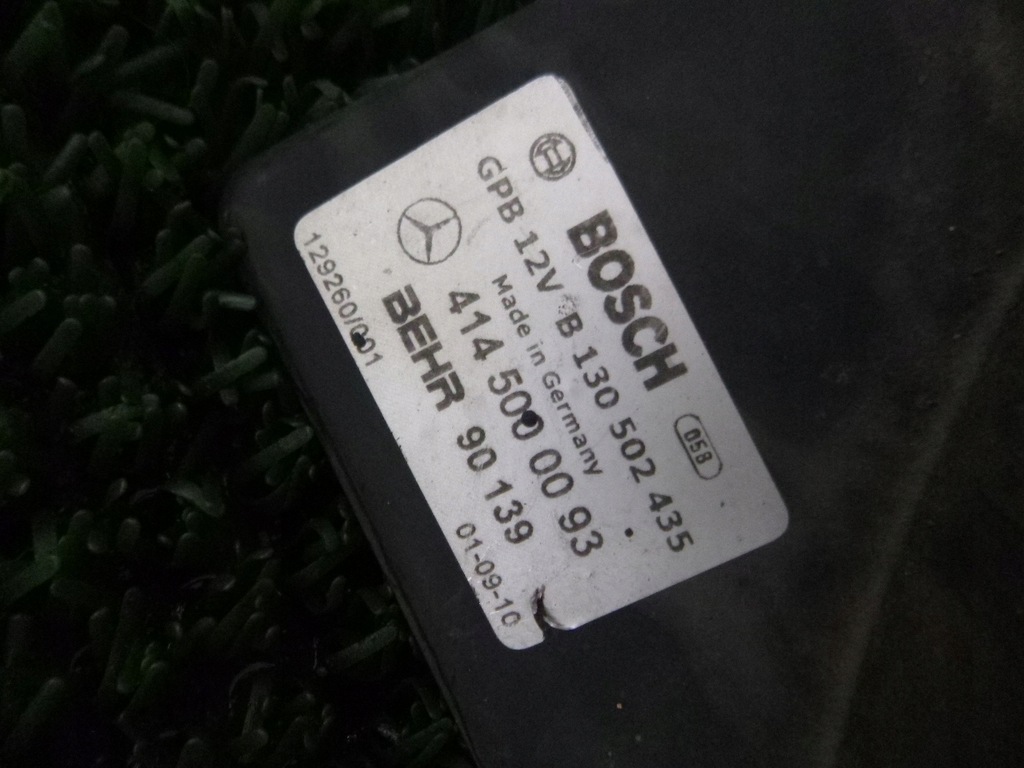 BOSCH
05B
GPB 12V B 130 502 435
Made in Germany
414 500 00 93
BEHR 90 139
129260/001
01-09-10